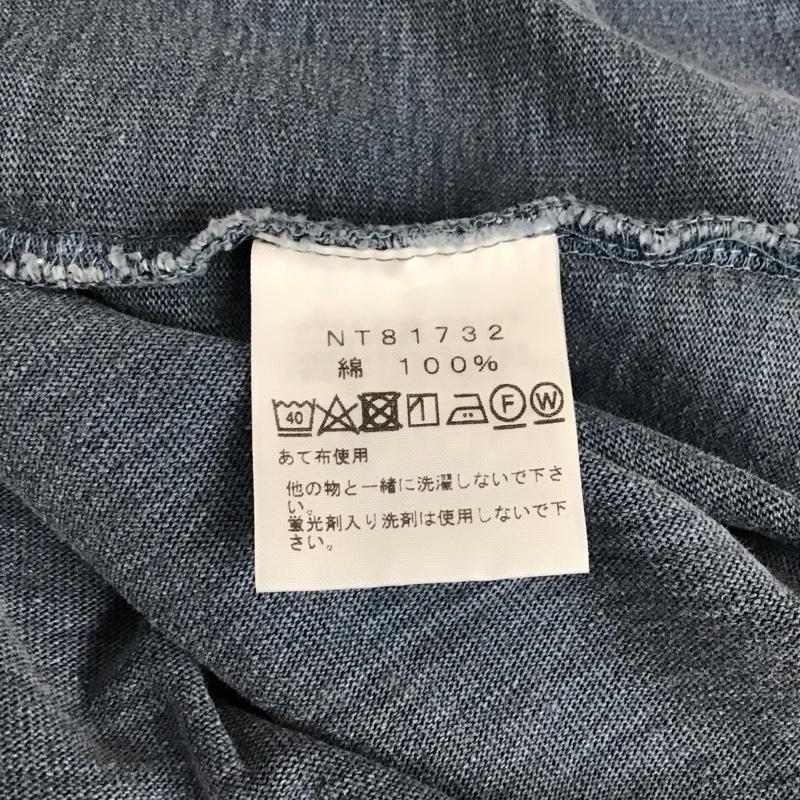 NT81732
綿 100%
40 F W
あて布使用
他の物と一緒に洗濯しないで下さ
い。
蛍光剤入り洗剤は使用しないで下
さい。